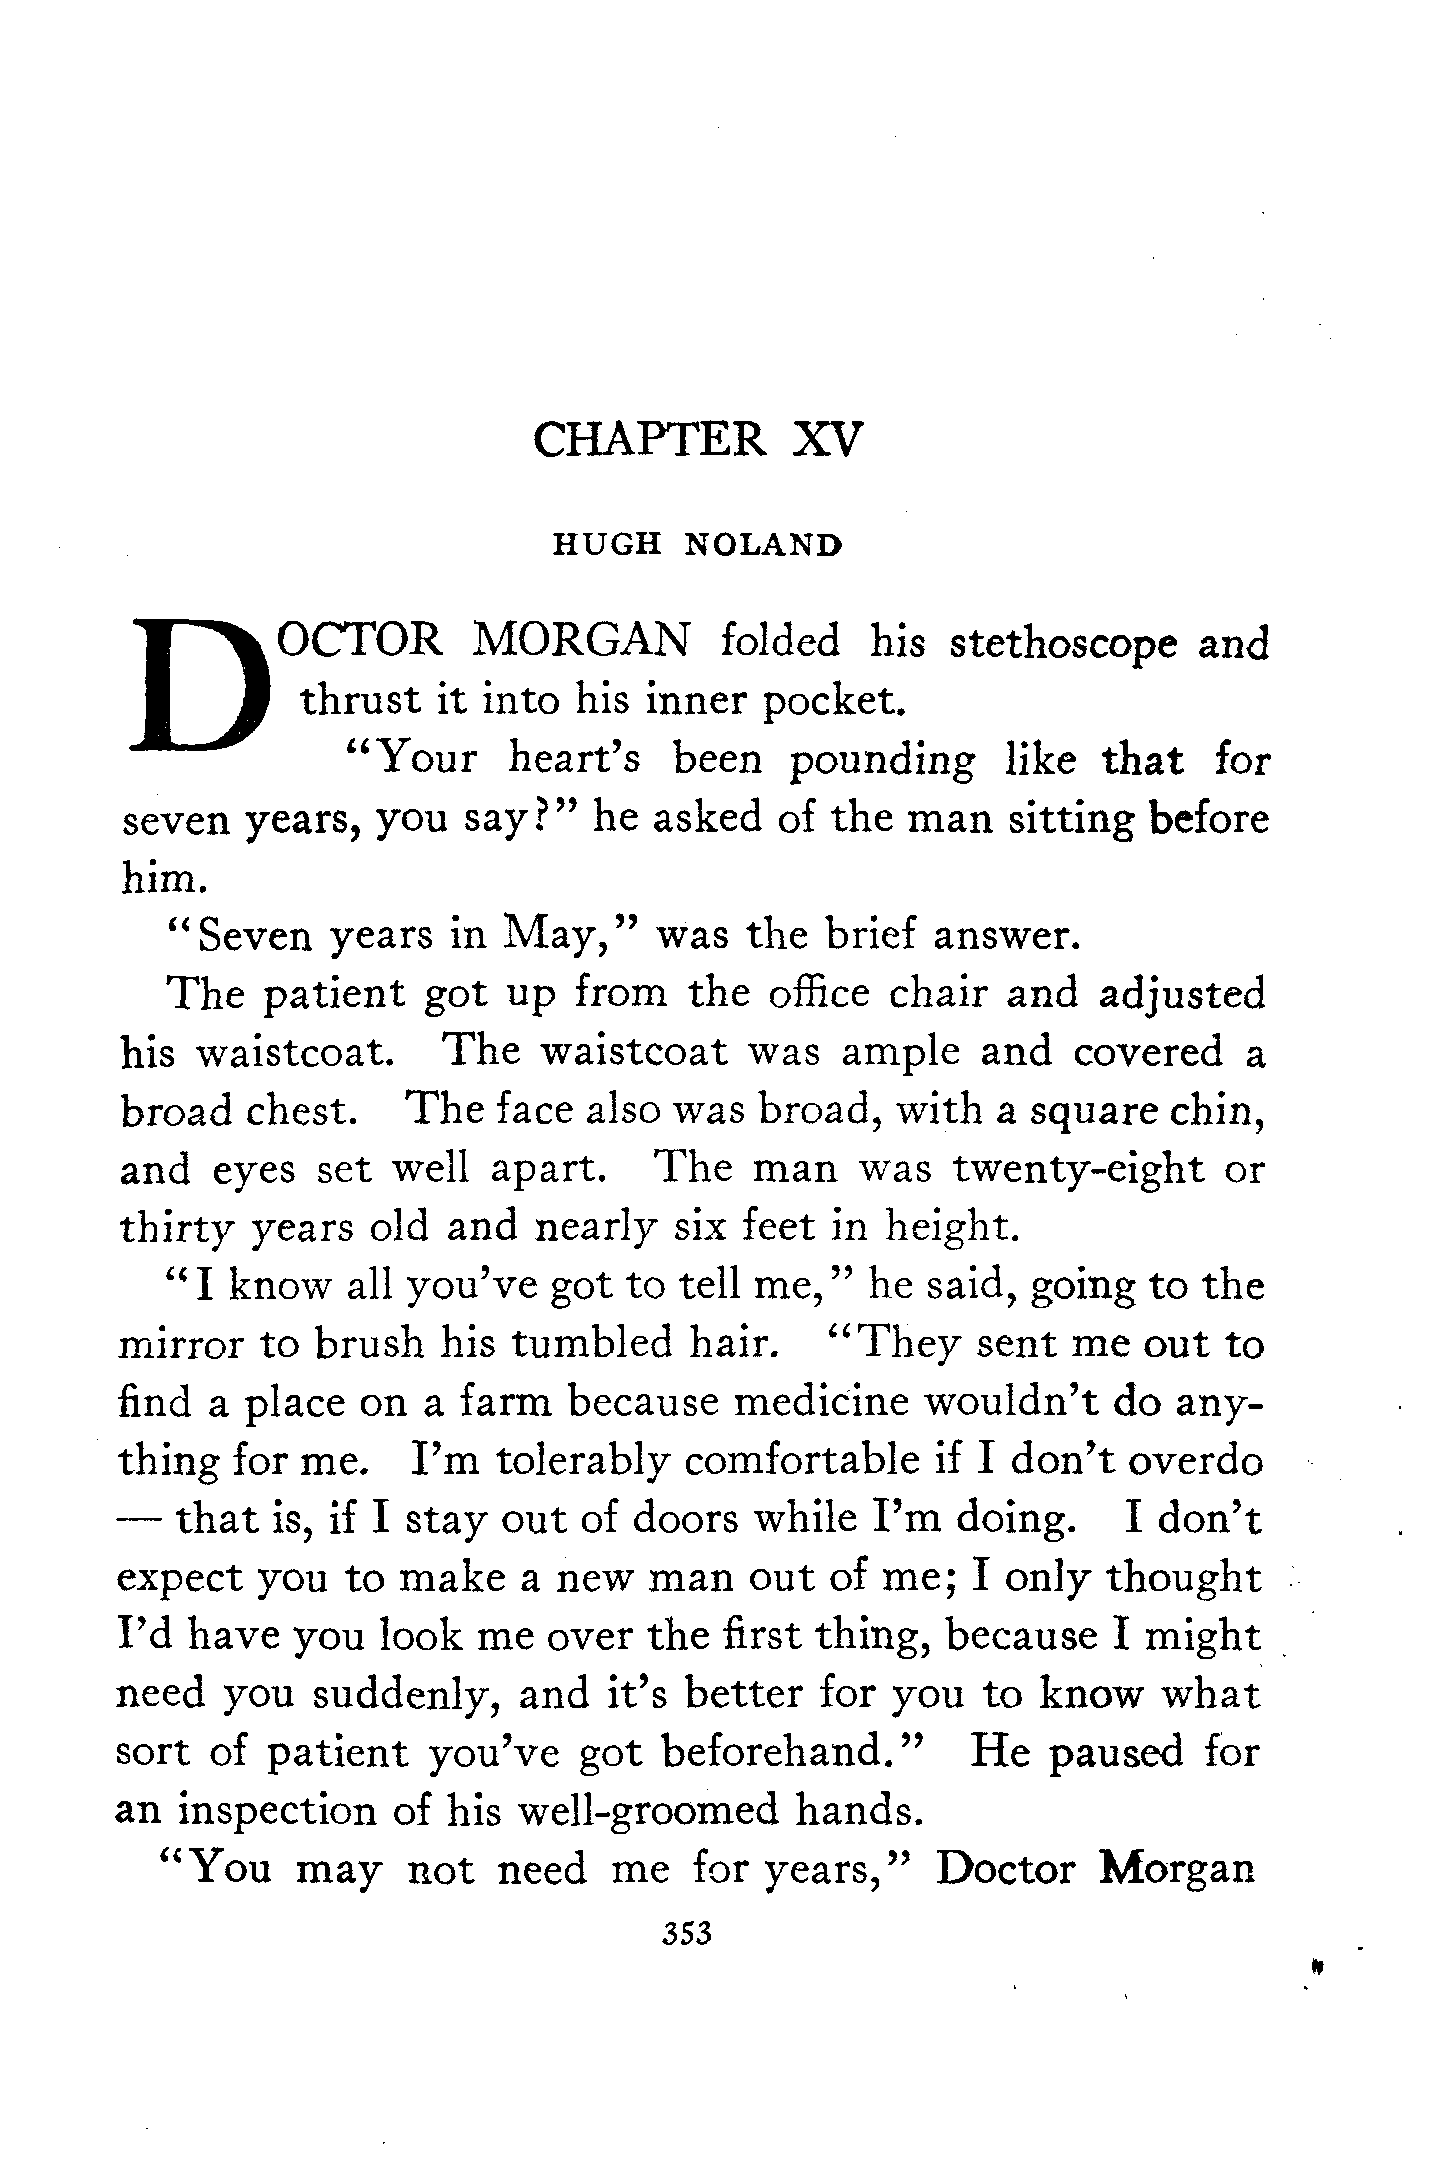 CHAPTER XV
HUGH NOLAND
DOCTOR MORGAN folded his stethoscope and
thrust it into his inner pocket.
"Your heart's been pounding like that for
seven years, you say?" he asked of the man sitting before
him.
"Seven years in May," was the brief answer.
The patient got up from the office chair and adjusted
his waistcoat. The waistcoat was ample and covered a
broad chest. The face also was broad, with a square chin,
and eyes set well apart. The man was twenty-eight or
thirty years old and nearly six feet in height.
"I know all you've got to tell me," he said, going to the
mirror to brush his tumbled hair. "They sent me out to
find a place on a farm because medicine wouldn't do any-
thing for me. I'm tolerably comfortable if I don't overdo
— that is, if I stay out of doors while I'm doing. I don't
expect you to make a new man out of me; I only thought
I'd have you look me over the first thing, because I might
need you suddenly, and it's better for you to know what
sort of patient you've got beforehand." He paused for
an inspection of his well-groomed hands.
"You may not need me for years," Doctor Morgan
353